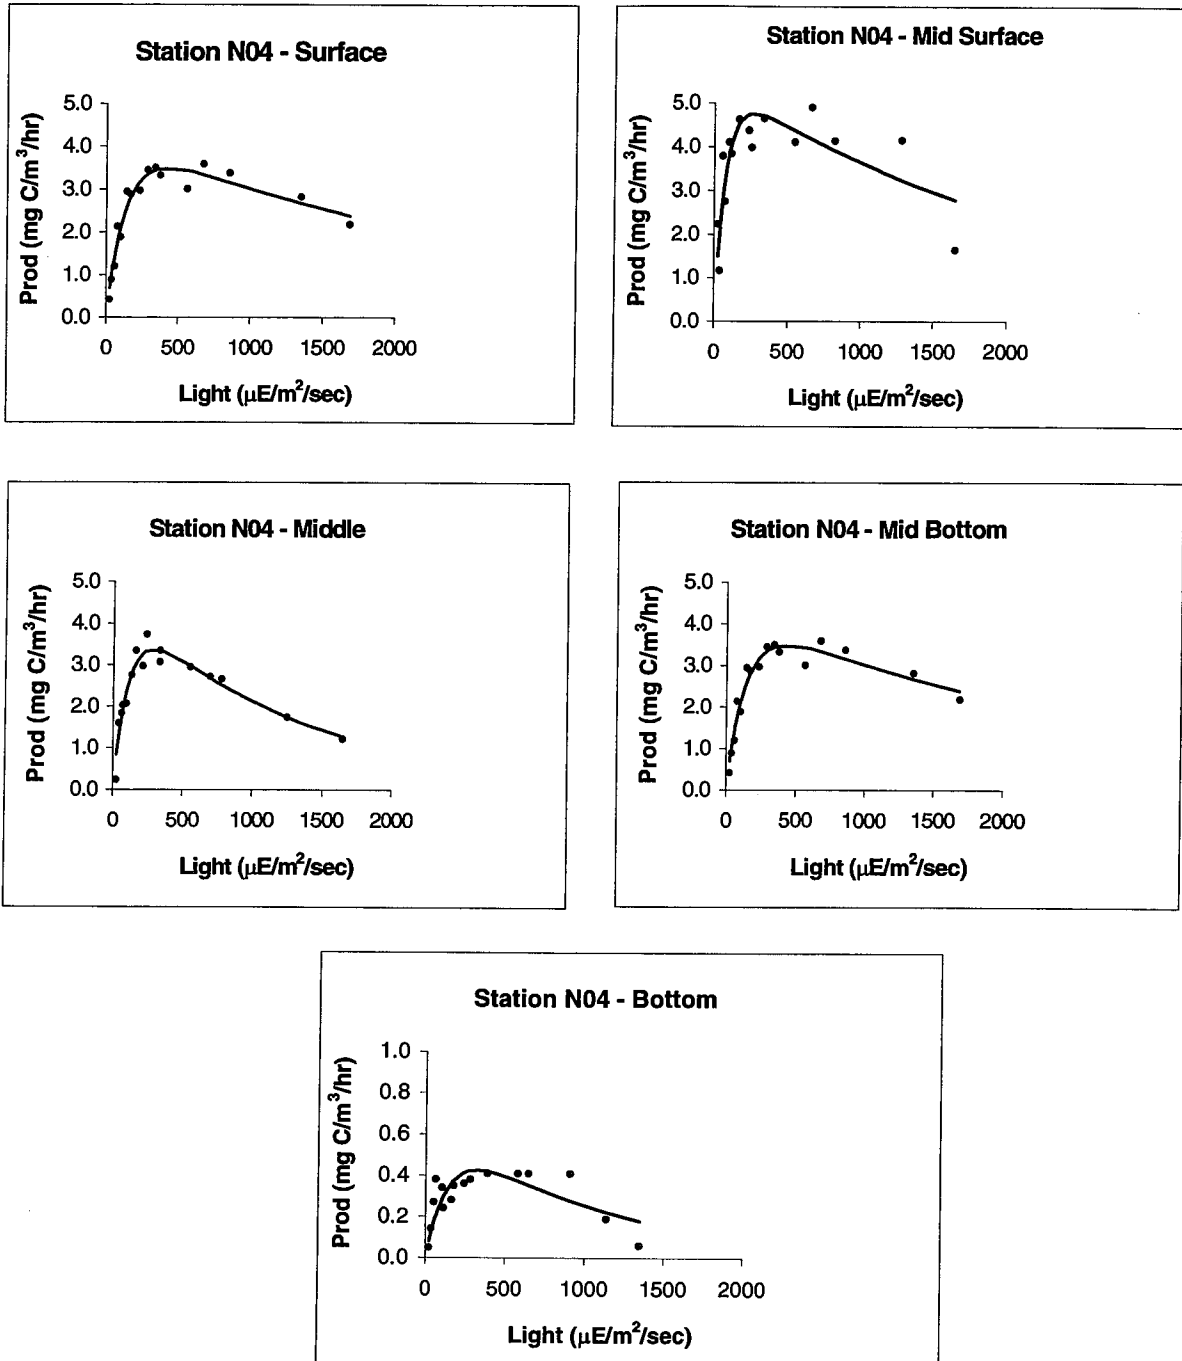 Station N04 - Surface
Prod (mg C/m³/hr)
5.0
4.0
3.0
2.0
1.0
0.0
0 500 1000 1500 2000
Light (µE/m²/sec)
Station N04 - Mid Surface
Prod (mg C/m³/hr)
5.0
4.0
3.0
2.0
1.0
0.0
0 500 1000 1500 2000
Light (µE/m²/sec)
Station N04 - Middle
Prod (mg C/m³/hr)
5.0
4.0
3.0
2.0
1.0
0.0
0 500 1000 1500 2000
Light (µE/m²/sec)
Station N04 - Mid Bottom
Prod (mg C/m³/hr)
5.0
4.0
3.0
2.0
1.0
0.0
0 500 1000 1500 2000
Light (µE/m²/sec)
Station N04 - Bottom
Prod (mg C/m³/hr)
1.0
0.8
0.6
0.4
0.2
0.0
0 500 1000 1500 2000
Light (µE/m²/sec)